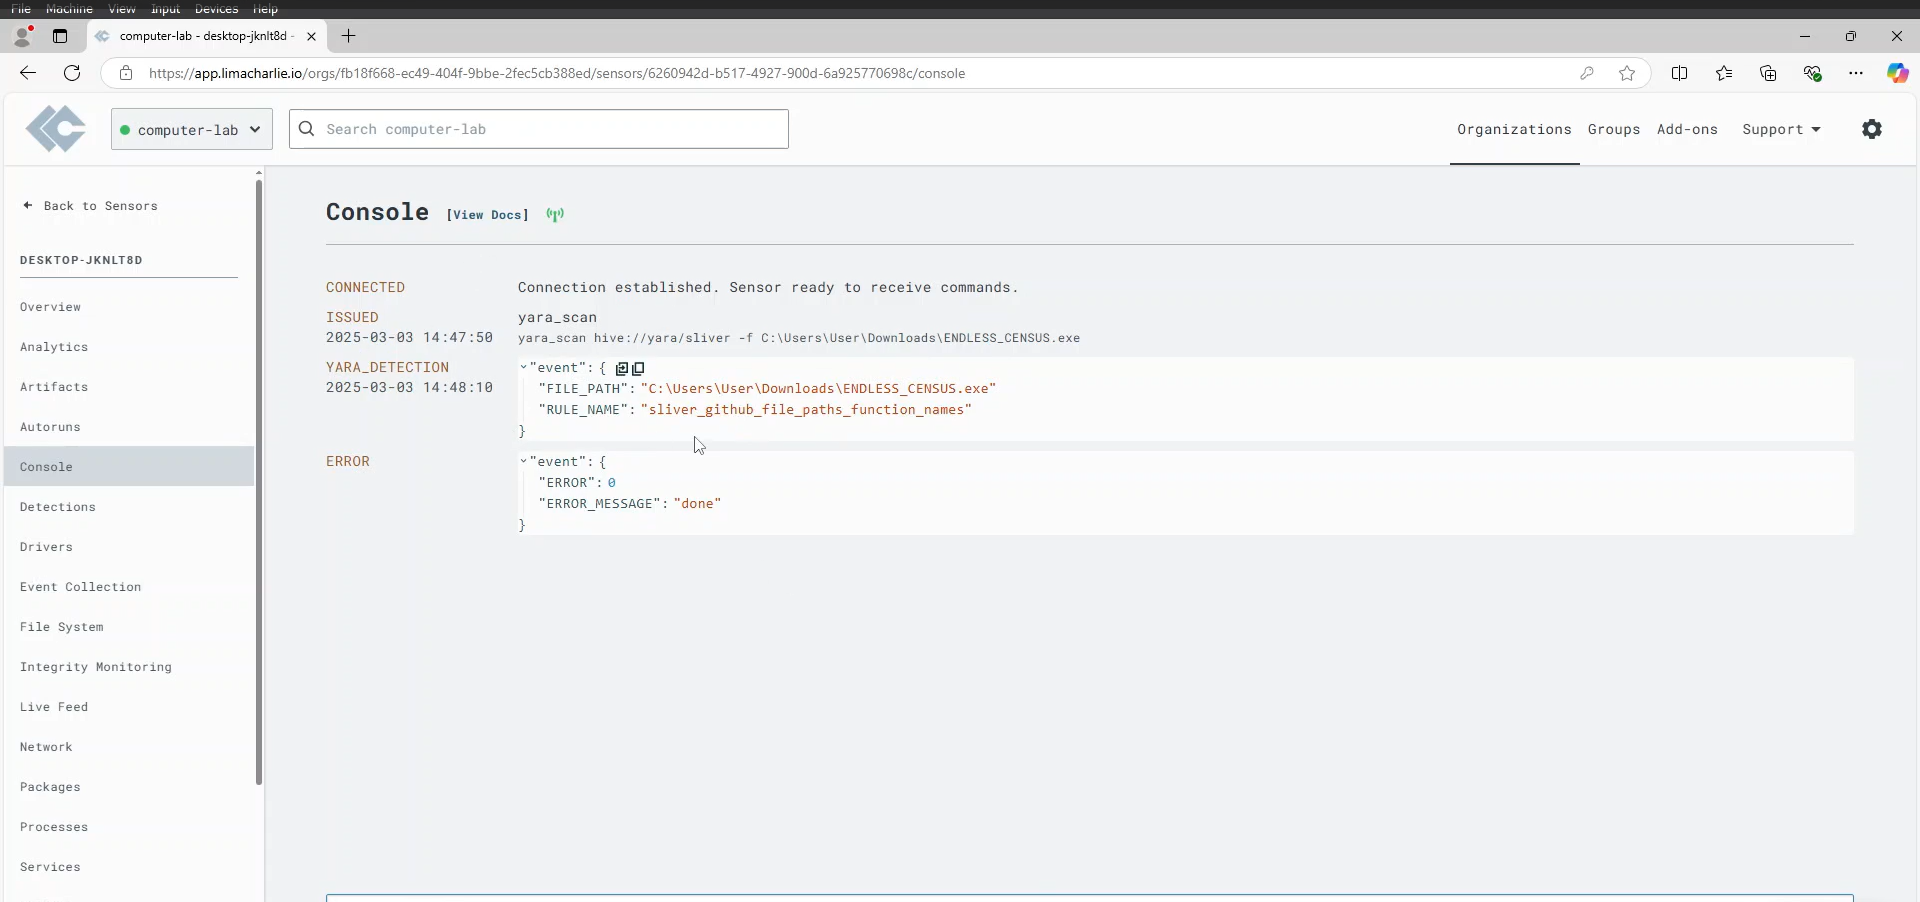 File Machine View Input Devices Help
computer-lab - desktop-jknlt8d -
https://app.limacharlie.io/orgs/fb18f668-ec49-404f-9bbe-2fec5cb388ed/sensors/6260942d-b517-4927-900d-6a925770698c/console
computer-lab
Search computer-lab
Organizations Groups Add-ons Support
Back to Sensors
DESKTOP-JKNLT8D
Overview
Analytics
Artifacts
Autoruns
Console
Detections
Drivers
Event Collection
File System
Integrity Monitoring
Live Feed
Network
Packages
Processes
Services
Console [View Docs]
CONNECTED Connection established. Sensor ready to receive commands.
ISSUED yara_scan
2025-03-03 14:47:50 yara_scan hive://yara/sliver -f C:\Users\User\Downloads\ENDLESS_CENSUS.exe
YARA_DETECTION "event": {
2025-03-03 14:48:10 "FILE_PATH": "C:\Users\User\Downloads\ENDLESS_CENSUS.exe"
"RULE_NAME": "sliver_github_file_paths_function_names"
}
ERROR "event": {
"ERROR": 0
"ERROR_MESSAGE": "done"
}